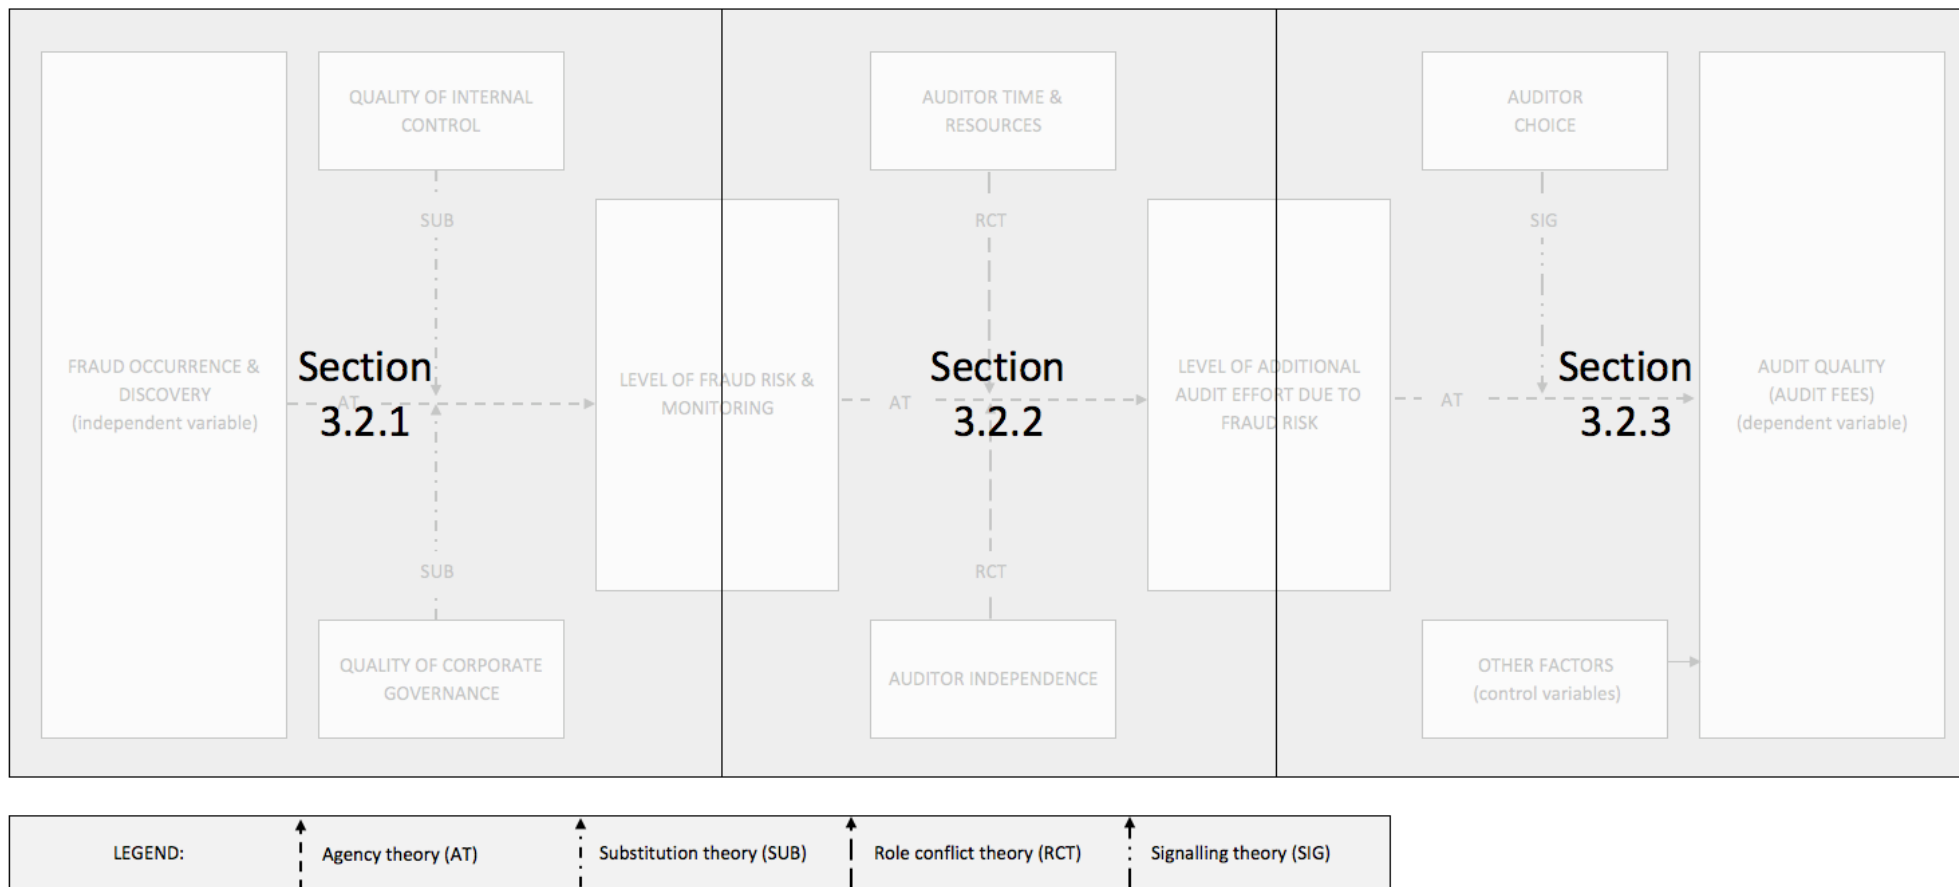 QUALITY OF INTERNAL
CONTROL
AUDITOR TIME &
RESOURCES
AUDITOR
CHOICE
SUB
RCT
SIG
FRAUD OCCURRENCE &
DISCOVERY
(independent variable)
Section
3.2.1
AT
LEVEL OF FRAUD RISK &
MONITORING
AT
Section
3.2.2
LEVEL OF ADDITIONAL
AUDIT EFFORT DUE TO
FRAUD RISK
AT
Section
3.2.3
AUDIT QUALITY
(AUDIT FEES)
(dependent variable)
SUB
RCT
QUALITY OF CORPORATE
GOVERNANCE
AUDITOR INDEPENDENCE
OTHER FACTORS
(control variables)
LEGEND:
Agency theory (AT)
Substitution theory (SUB)
Role conflict theory (RCT)
Signalling theory (SIG)